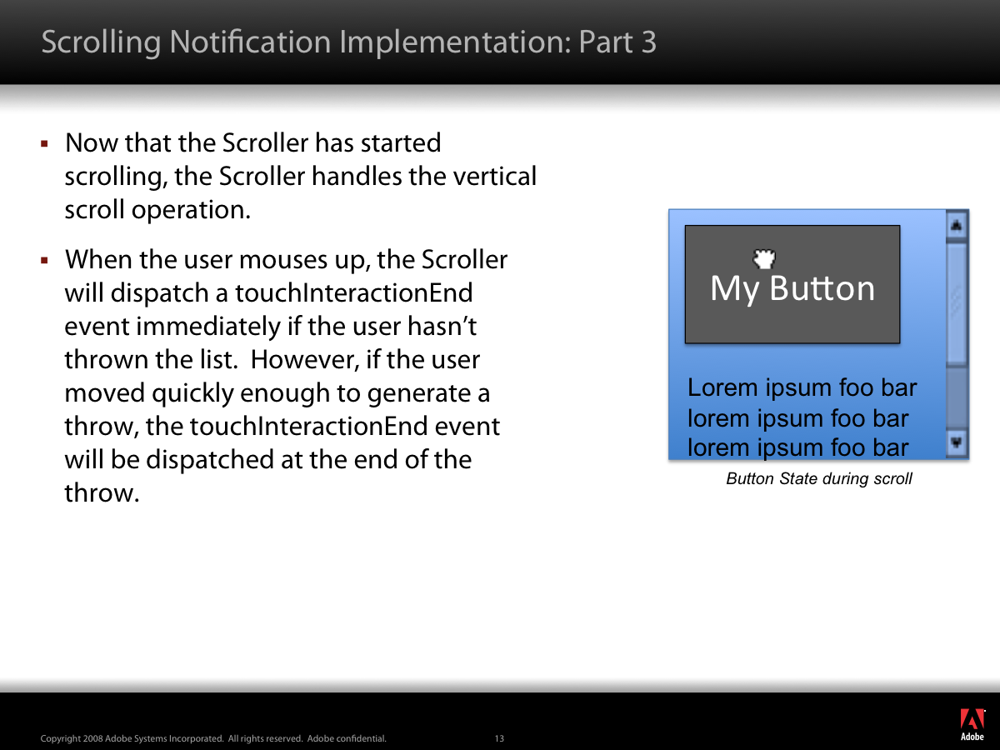 Scrolling Notification Implementation: Part 3
▪ Now that the Scroller has started
scrolling, the Scroller handles the vertical
scroll operation.
▪ When the user mouses up, the Scroller
will dispatch a touchInteractionEnd
event immediately if the user hasn’t
thrown the list.  However, if the user
moved quickly enough to generate a
throw, the touchInteractionEnd event
will be dispatched at the end of the
throw.
My Button
Lorem ipsum foo bar
lorem ipsum foo bar
lorem ipsum foo bar
Button State during scroll
Copyright 2008 Adobe Systems Incorporated.  All rights reserved.  Adobe confidential.
13
Adobe